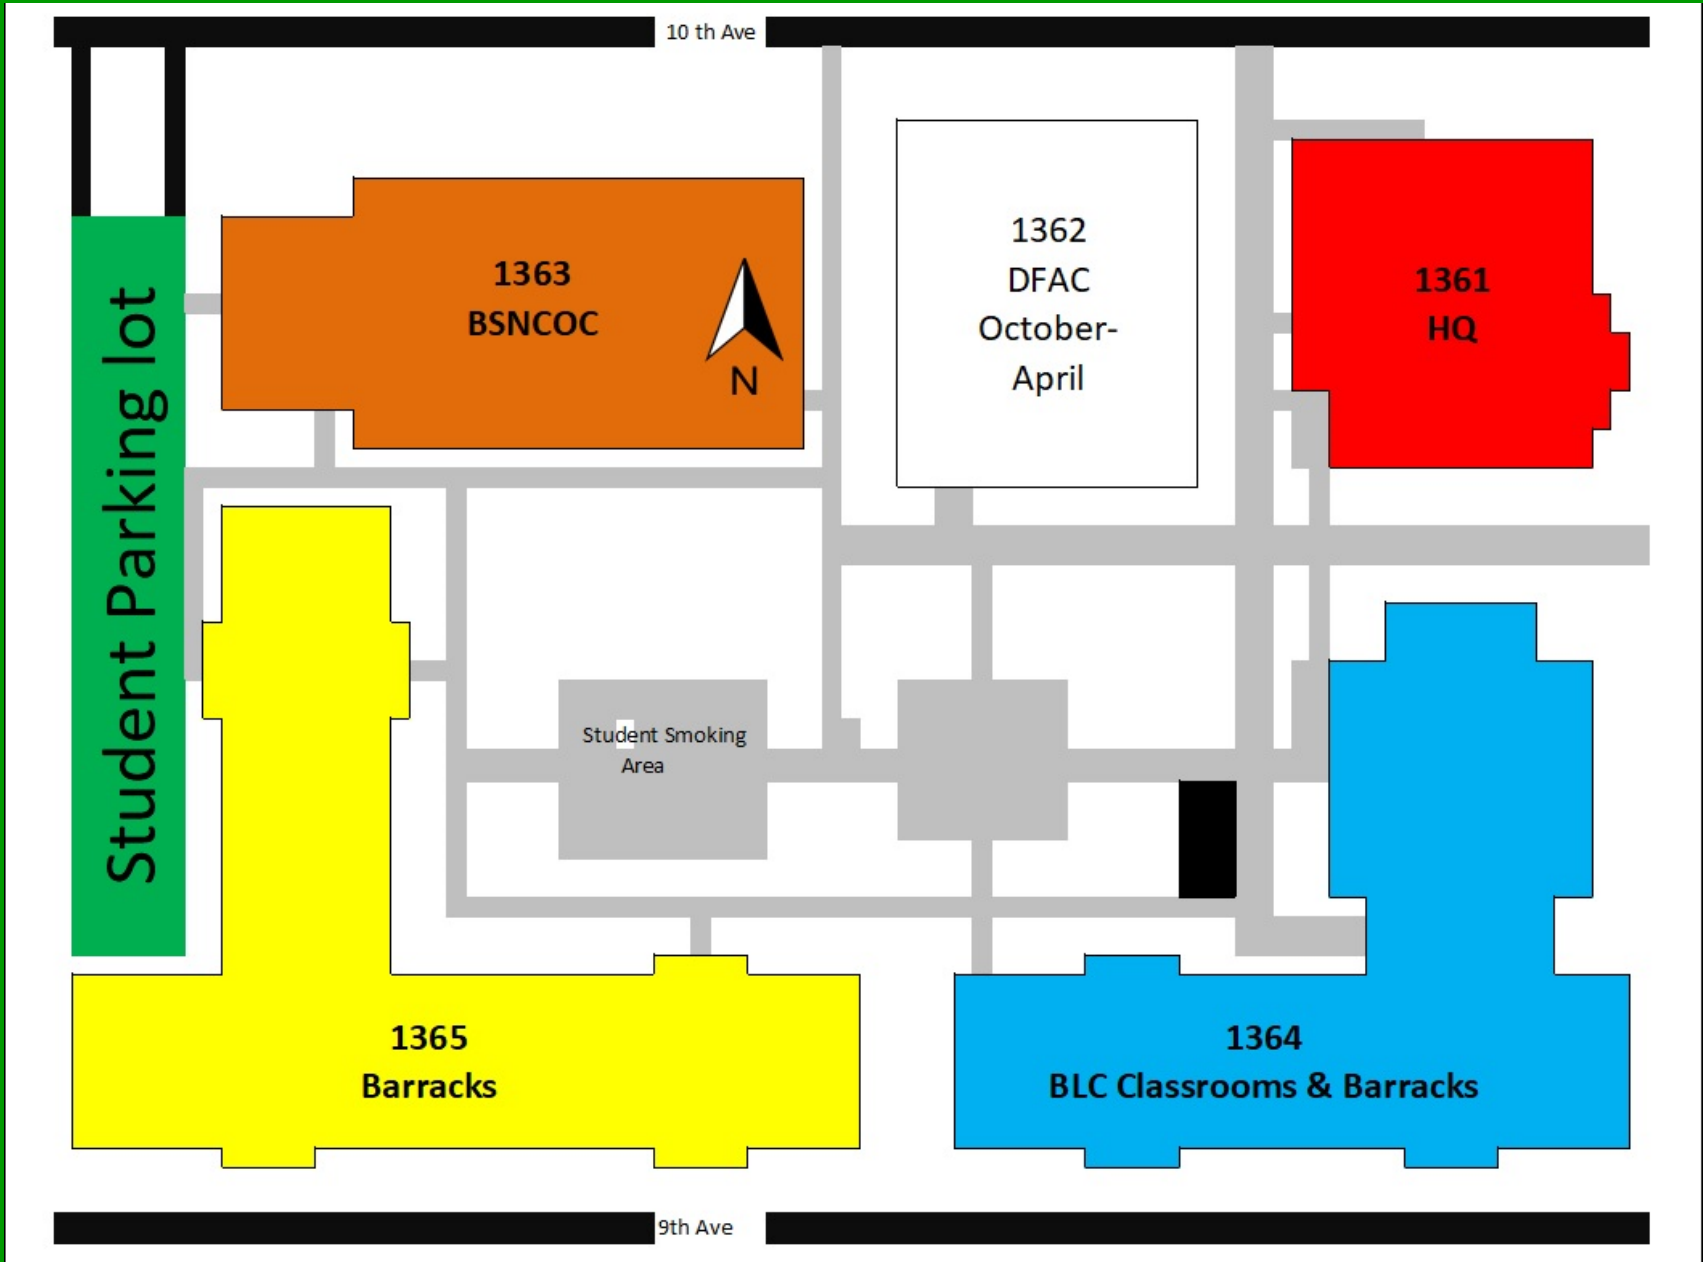 10 th Ave
1363
BSNCOC
N
1362
DFAC
October-
April
1361
HQ
Student Parking lot
Student Smoking
Area
1365
Barracks
1364
BLC Classrooms & Barracks
9th Ave